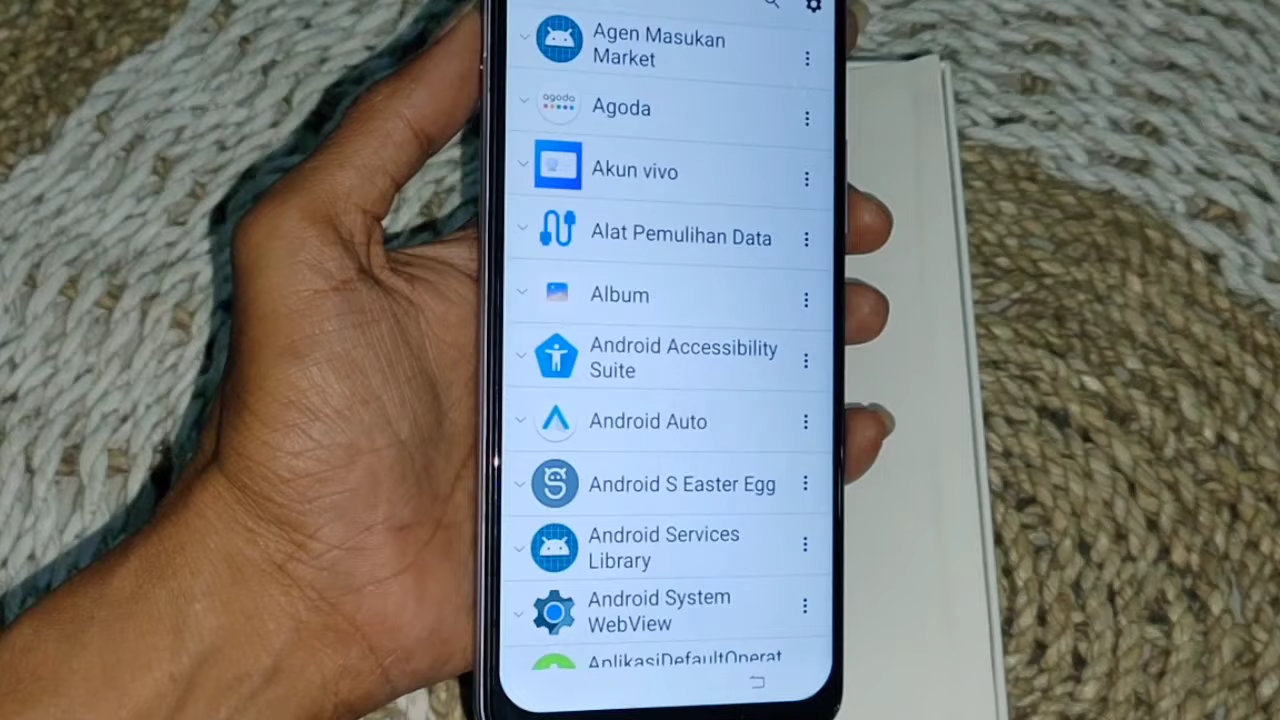 Agen Masukan
Market
agoda
Agoda
Akun vivo
Alat Pemulihan Data
Album
Android Accessibility
Suite
Android Auto
Android S Easter Egg
Android Services
Library
Android System
WebView
AplikasiDefaultOperat